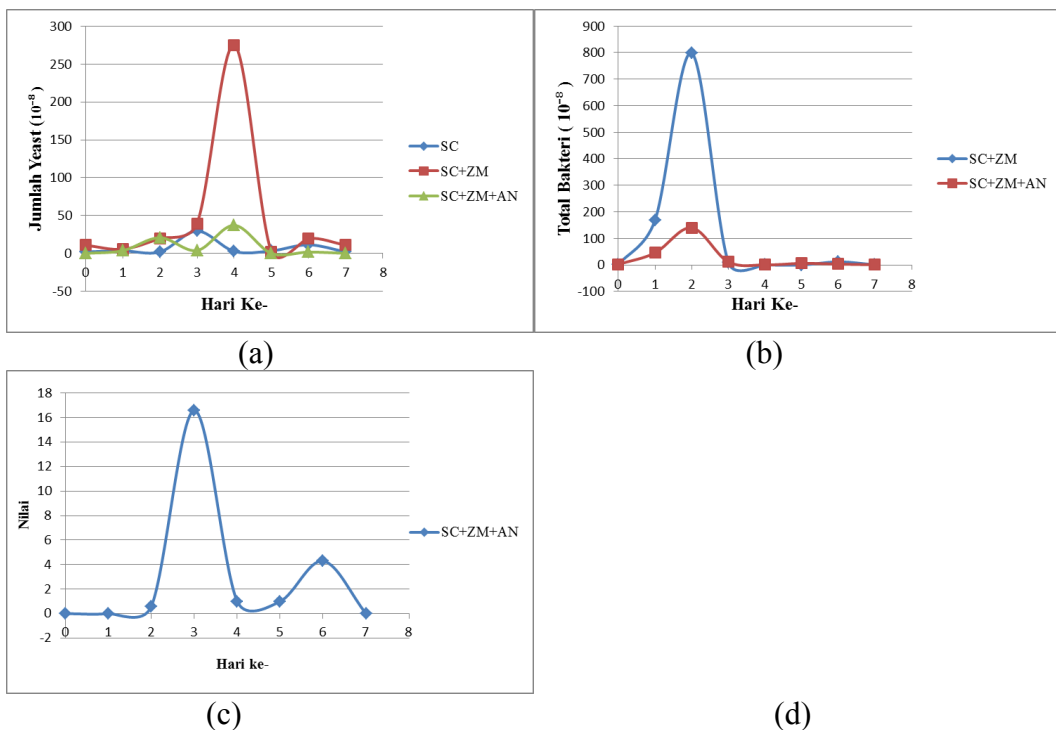 300
250
200
150
100
50
0
-50
Jumlah Yeast (10⁻⁸)
0 1 2 3 4 5 6 7 8
Hari Ke-
SC
SC+ZM
SC+ZM+AN
(a)
900
800
700
600
500
400
300
200
100
0
-100
Total Bakteri ( 10⁻⁸ )
0 1 2 3 4 5 6 7 8
Hari Ke-
SC+ZM
SC+ZM+AN
(b)
18
16
14
12
10
8
6
4
2
0
-2
Nilai
0 1 2 3 4 5 6 7 8
Hari ke-
SC+ZM+AN
(c)
(d)